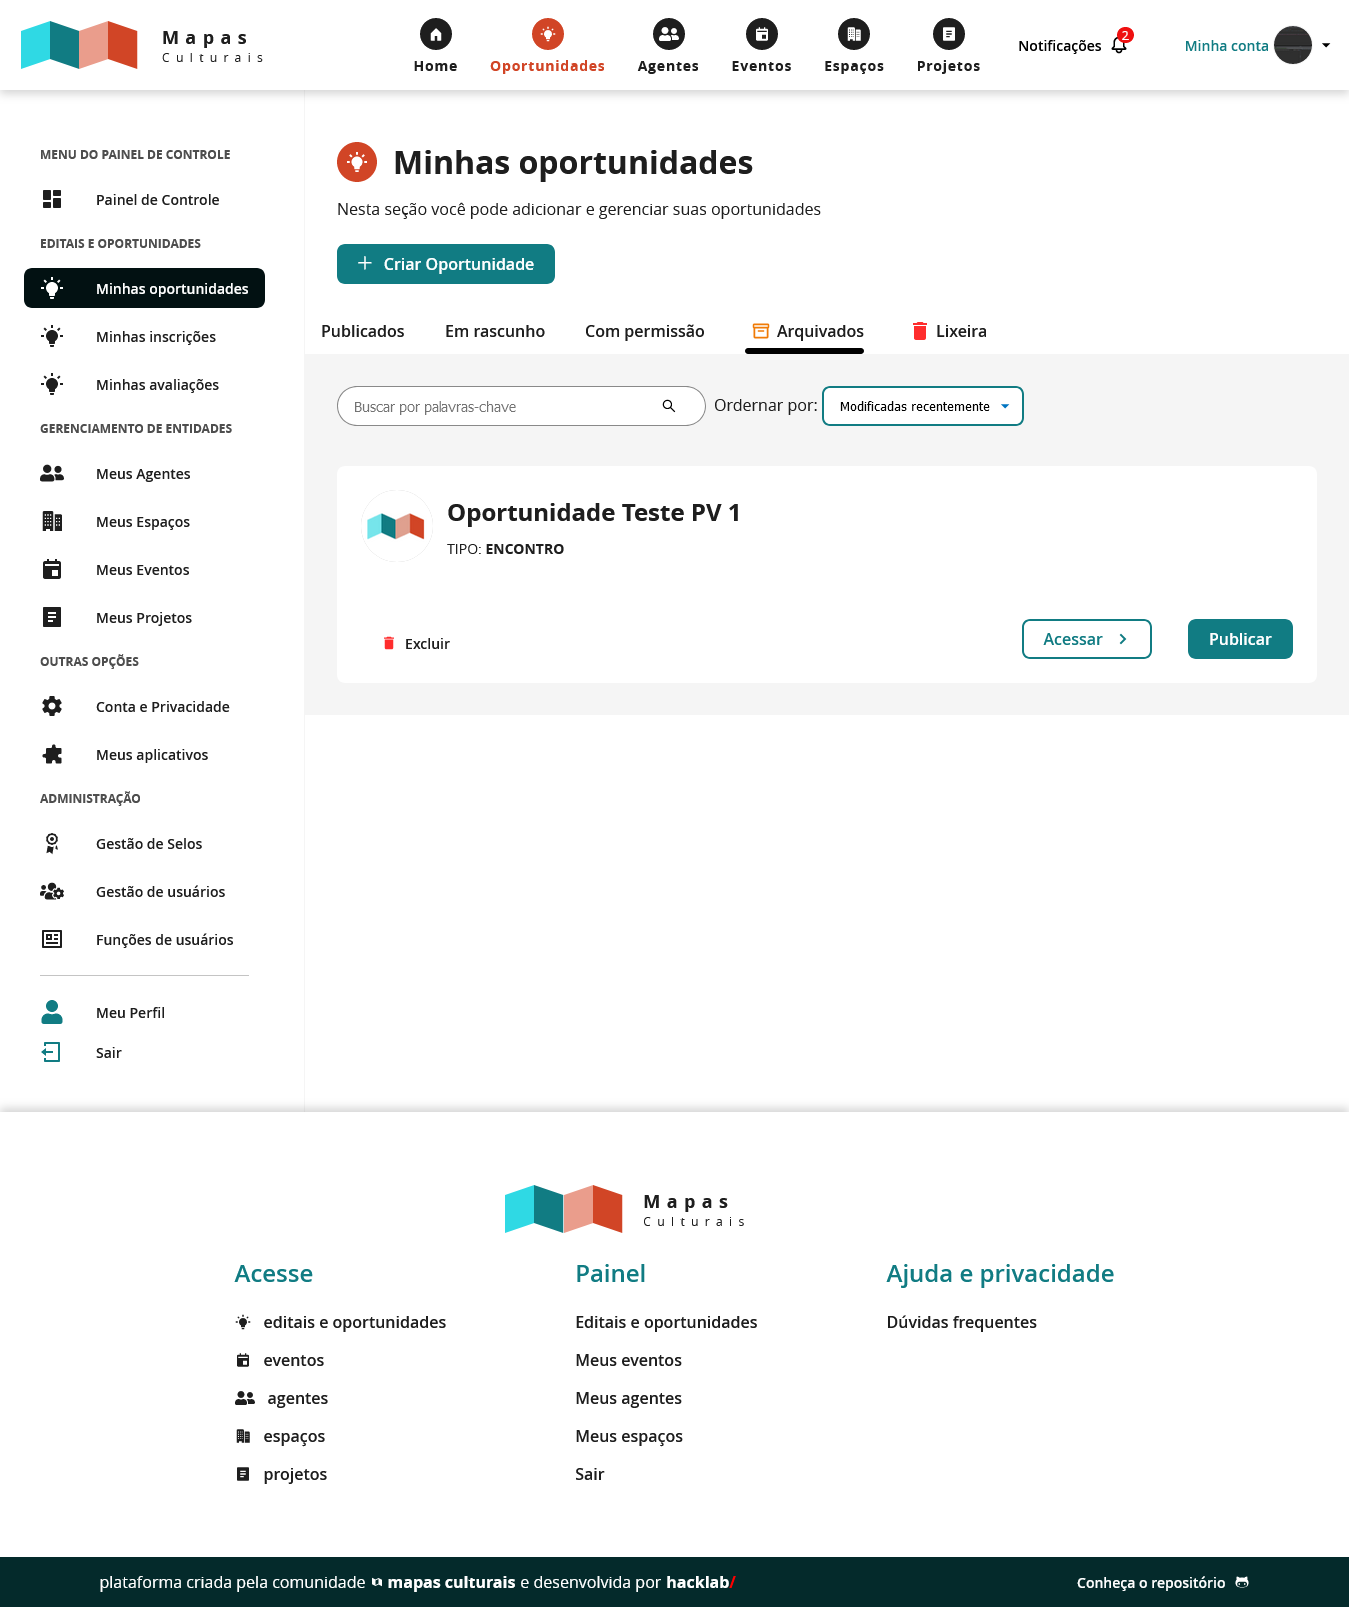 Mapas
Culturais
Home
Oportunidades
Agentes
Eventos
Espaços
Projetos
Notificações
2
Minha conta
MENU DO PAINEL DE CONTROLE
Painel de Controle
EDITAIS E OPORTUNIDADES
Minhas oportunidades
Minhas inscrições
Minhas avaliações
GERENCIAMENTO DE ENTIDADES
Meus Agentes
Meus Espaços
Meus Eventos
Meus Projetos
OUTRAS OPÇÕES
Conta e Privacidade
Meus aplicativos
ADMINISTRAÇÃO
Gestão de Selos
Gestão de usuários
Funções de usuários
Meu Perfil
Sair
Minhas oportunidades
Nesta seção você pode adicionar e gerenciar suas oportunidades
Criar Oportunidade
Publicados
Em rascunho
Com permissão
Arquivados
Lixeira
Buscar por palavras-chave
Ordernar por:
Modificadas recentemente
Oportunidade Teste PV 1
TIPO: ENCONTRO
Excluir
Acessar
Publicar
Mapas
Culturais
Acesse
editais e oportunidades
eventos
agentes
espaços
projetos
Painel
Editais e oportunidades
Meus eventos
Meus agentes
Meus espaços
Sair
Ajuda e privacidade
Dúvidas frequentes
plataforma criada pela comunidade mapas culturais e desenvolvida por hacklab/
Conheça o repositório